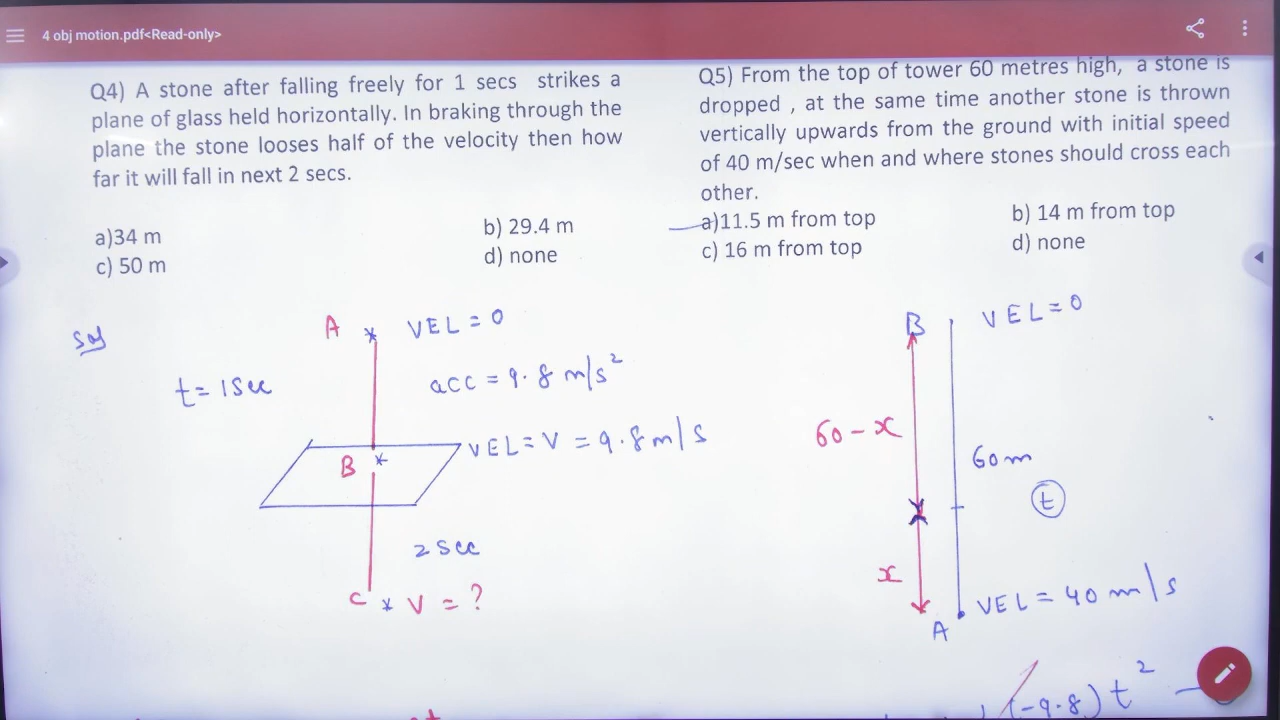 4 obj motion.pdf<Read-only>
Q4) A stone after falling freely for 1 secs strikes a
plane of glass held horizontally. In braking through the
plane the stone looses half of the velocity then how
far it will fall in next 2 secs.
a)34 m
b) 29.4 m
c) 50 m
d) none
Sol
t = 1 Sec
A
VEL = 0
acc = 9.8 m/s²
VEL = V = 9.8 m/s
B
2 Sec
C
V = ?
Q5) From the top of tower 60 metres high, a stone is
dropped , at the same time another stone is thrown
vertically upwards from the ground with initial speed
of 40 m/sec when and where stones should cross each
other.
a)11.5 m from top
b) 14 m from top
c) 16 m from top
d) none
B
VEL = 0
60 - x
60m
t
x
VEL = 40 m/s
A
(-9.8) t²